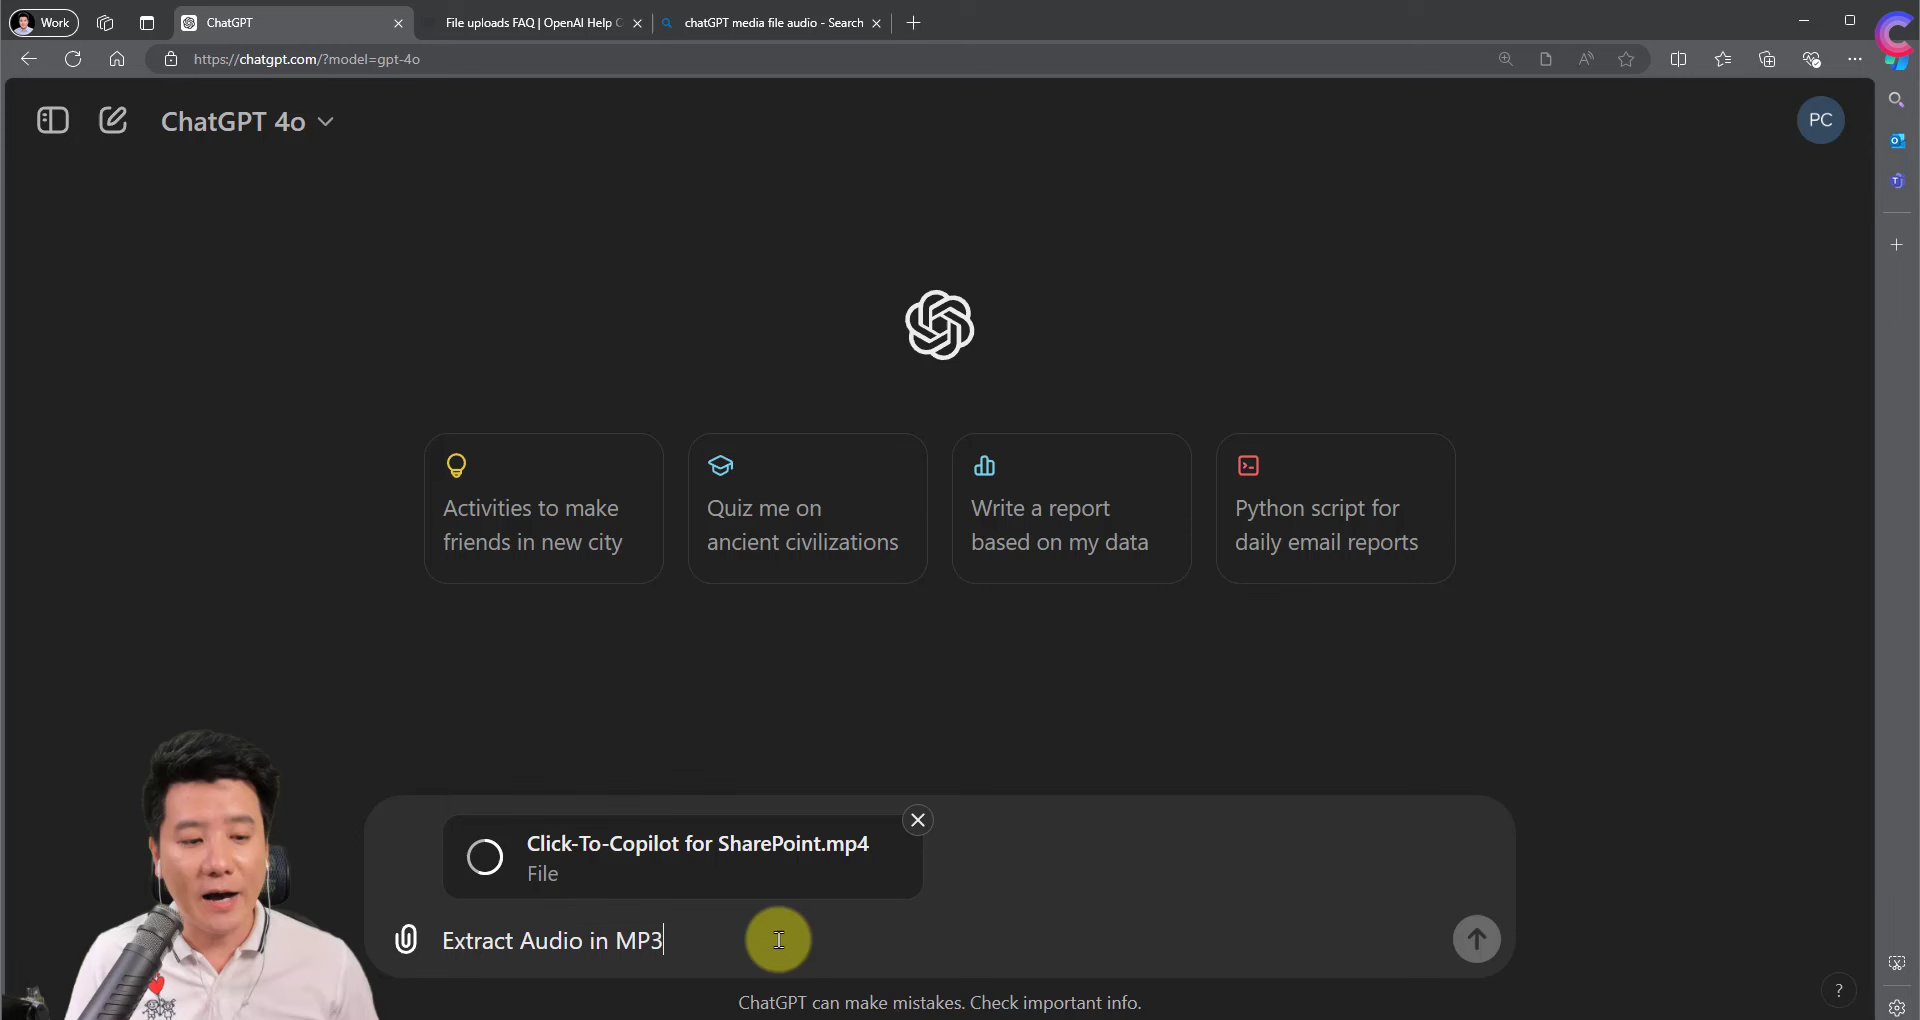 Work
ChatGPT
File uploads FAQ | OpenAI Help C
chatGPT media file audio - Search
https://chatgpt.com/?model=gpt-4o
ChatGPT 4o
PC
Activities to make
friends in new city
Quiz me on
ancient civilizations
Write a report
based on my data
Python script for
daily email reports
Click-To-Copilot for SharePoint.mp4
File
Extract Audio in MP3
ChatGPT can make mistakes. Check important info.
?